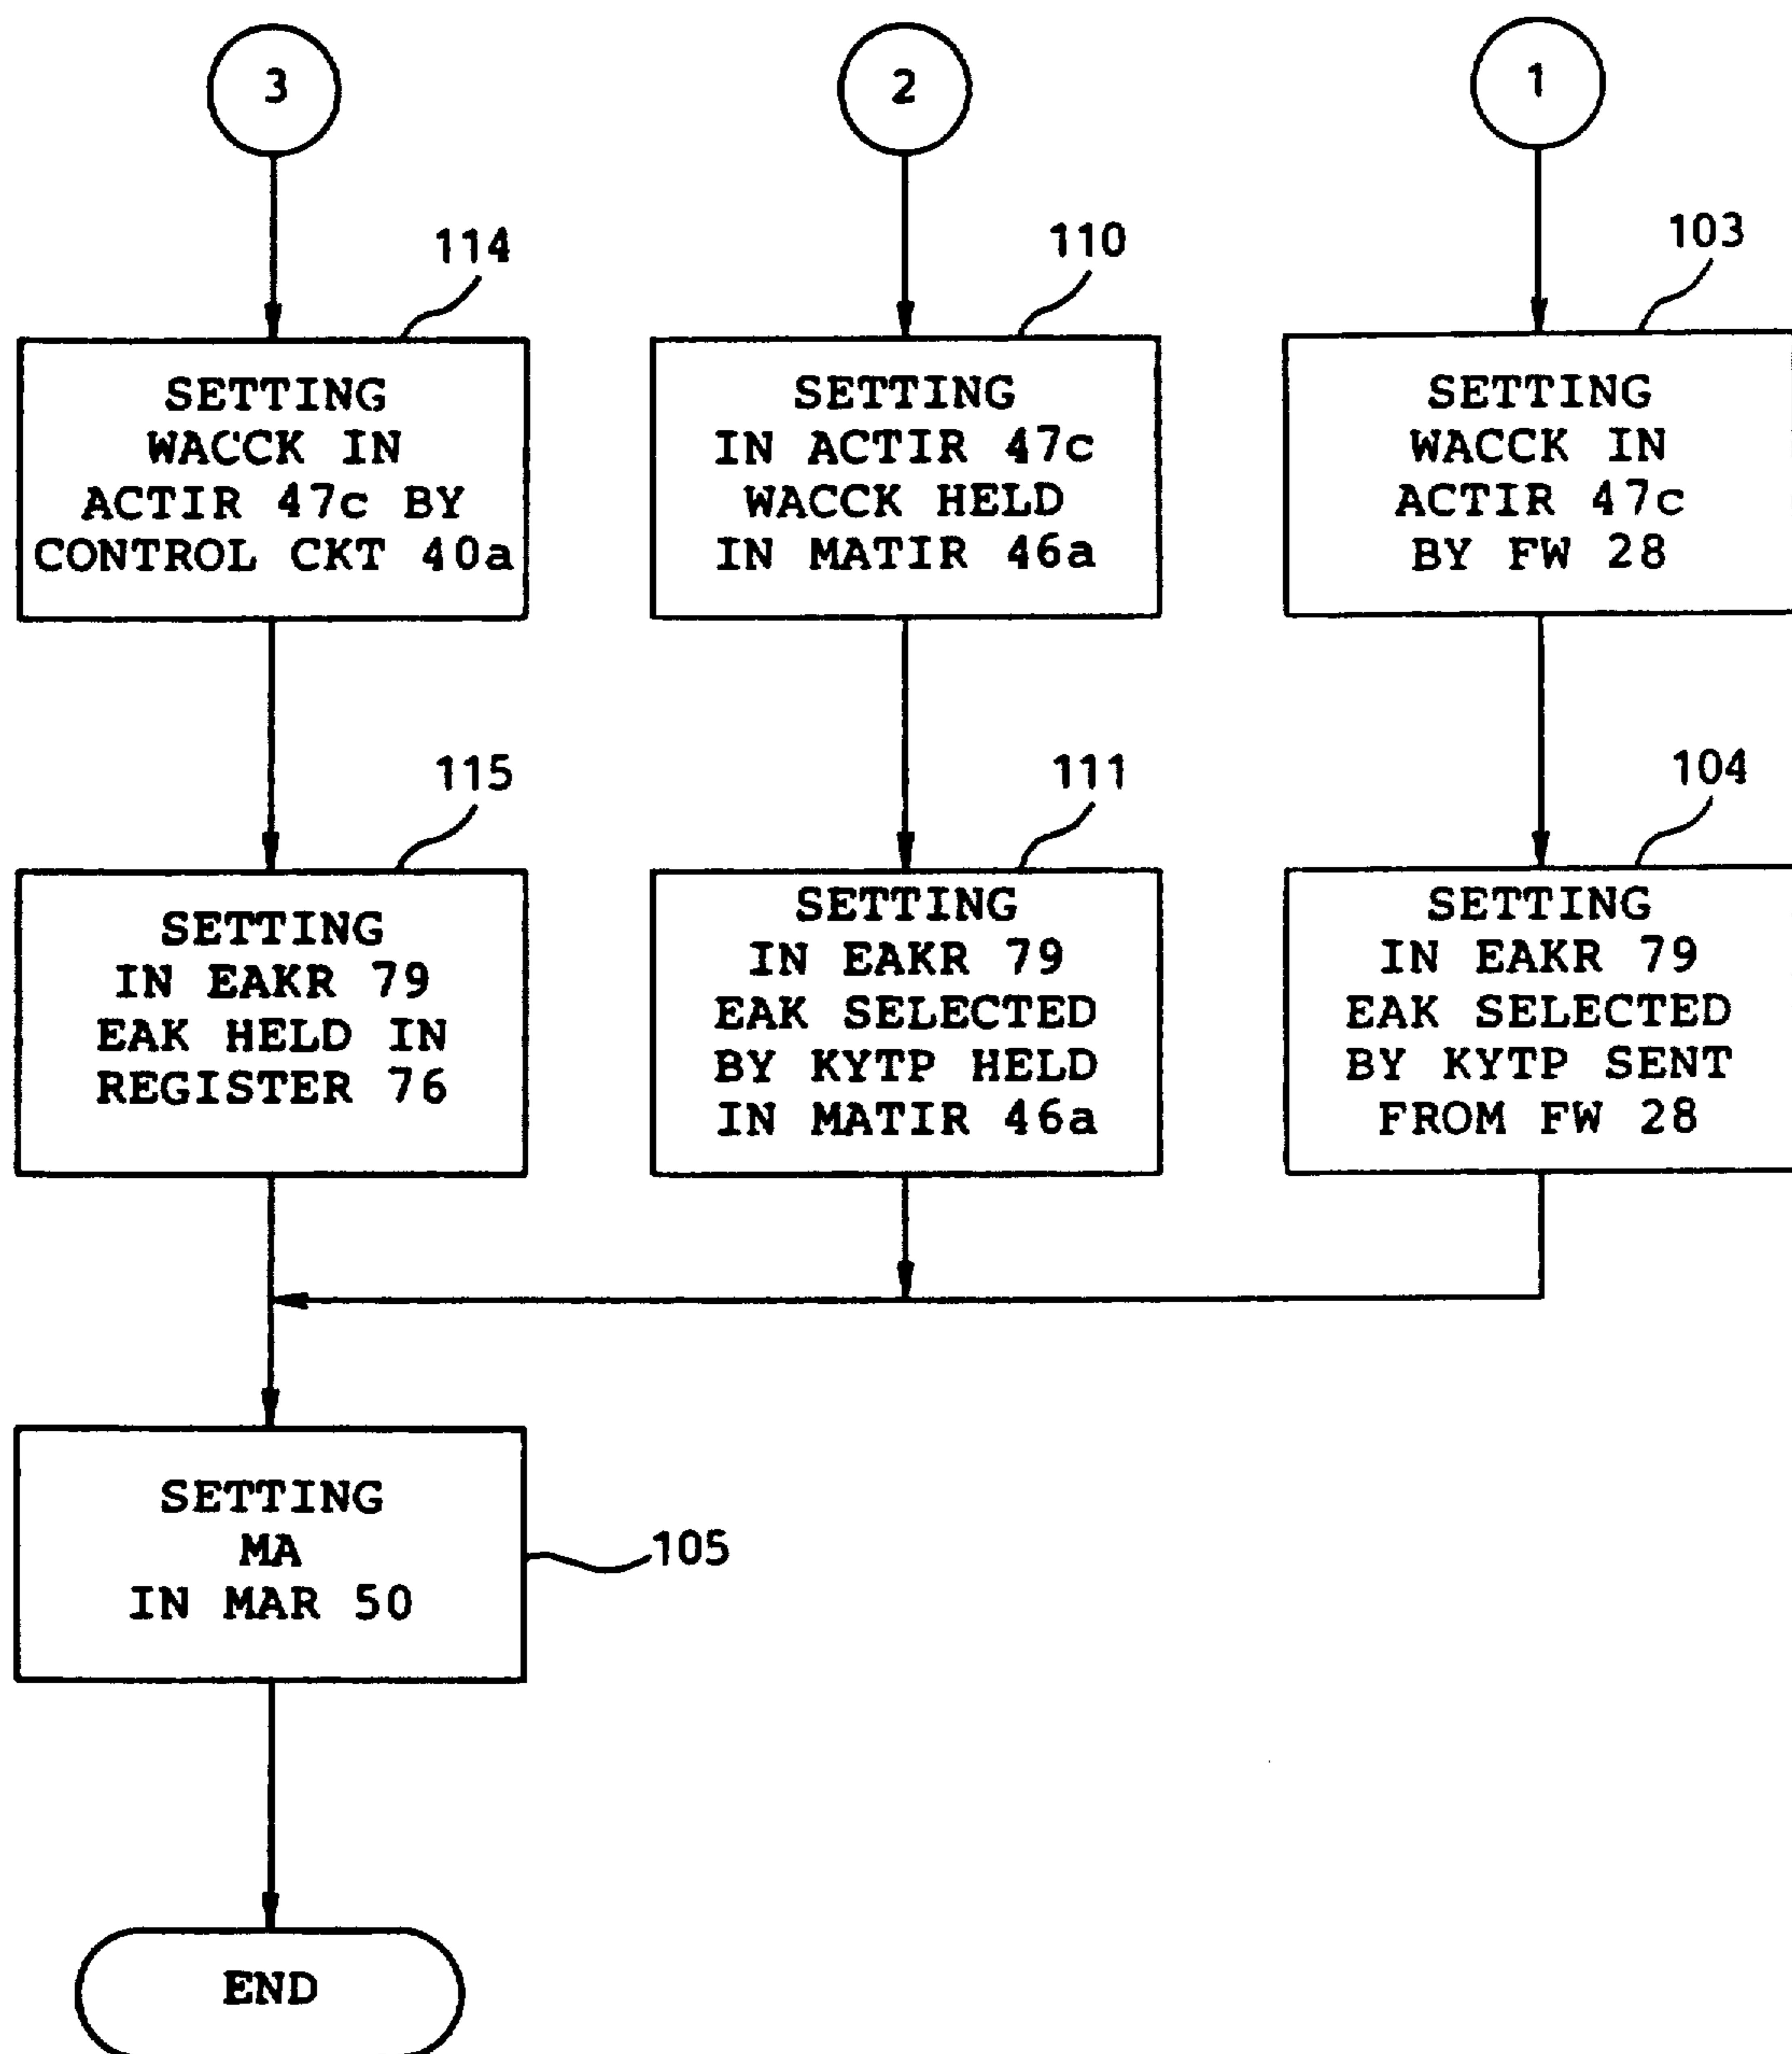 3
2
1
114
110
103
SETTING
WACCK IN
ACTIR 47c BY
CONTROL CKT 40a
SETTING
IN ACTIR 47c
WACCK HELD
IN MATIR 46a
SETTING
WACCK IN
ACTIR 47c
BY FW 28
115
111
104
SETTING
IN EAKR 79
EAK HELD IN
REGISTER 76
SETTING
IN EAKR 79
EAK SELECTED
BY KYTP HELD
IN MATIR 46a
SETTING
IN EAKR 79
EAK SELECTED
BY KYTP SENT
FROM FW 28
SETTING
MA
IN MAR 50
105
END